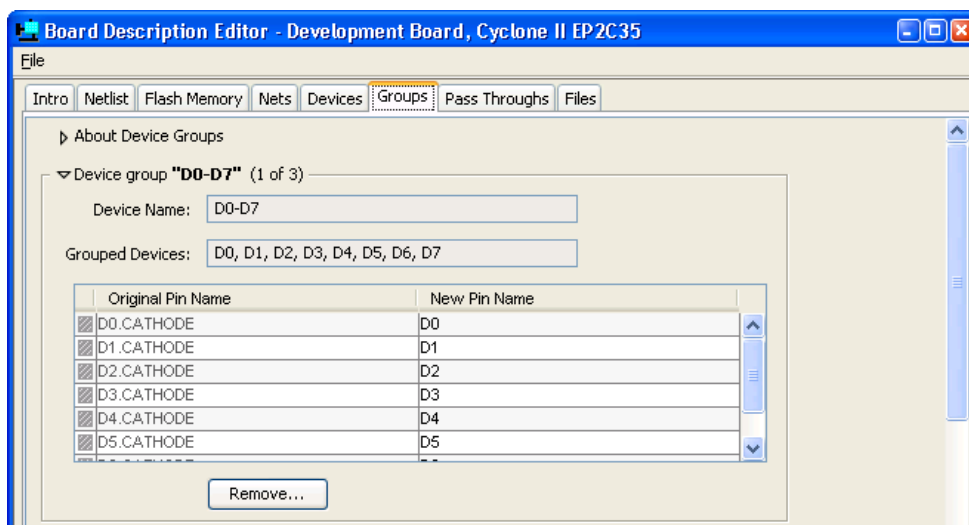 Board Description Editor - Development Board, Cyclone II EP2C35
File
Intro Netlist Flash Memory Nets Devices Groups Pass Throughs Files
About Device Groups
Device group "D0-D7" (1 of 3)
Device Name: D0-D7
Grouped Devices: D0, D1, D2, D3, D4, D5, D6, D7
Original Pin Name New Pin Name
D0.CATHODE D0
D1.CATHODE D1
D2.CATHODE D2
D3.CATHODE D3
D4.CATHODE D4
D5.CATHODE D5
Remove...